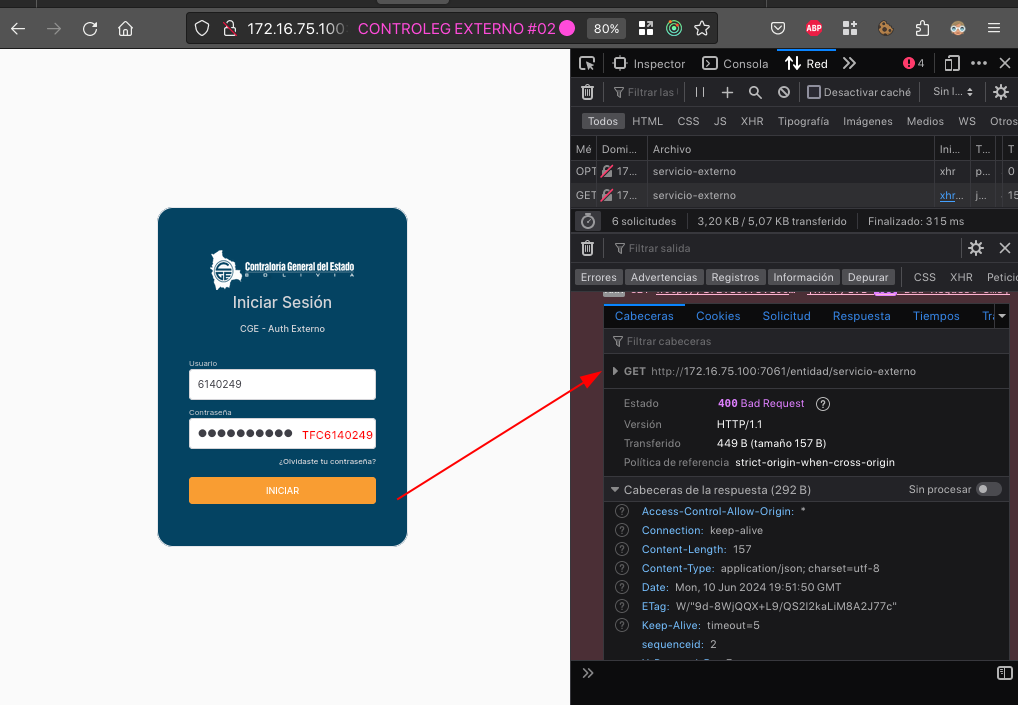 172.16.75.100: CONTROLEG EXTERNO #02 80% ABP
Inspector Consola Red 4
Filtrar las Desactivar caché Sin l...
Todos HTML CSS JS XHR Tipografía Imágenes Medios WS Otros
Mé Domi... Archivo Ini... T... T
OPT 17... servicio-externo xhr p... 0
GET 17... servicio-externo xhr... j... 15
6 solicitudes 3,20 KB / 5,07 KB transferido Finalizado: 315 ms
Filtrar salida
Errores Advertencias Registros Información Depurar CSS XHR Petici
Cabeceras Cookies Solicitud Respuesta Tiempos Tr
Filtrar cabeceras
GET http://172.16.75.100:7061/entidad/servicio-externo
Estado 400 Bad Request ?
Versión HTTP/1.1
Transferido 449 B (tamaño 157 B)
Política de referencia strict-origin-when-cross-origin
Cabeceras de la respuesta (292 B) Sin procesar
? Access-Control-Allow-Origin: *
? Connection: keep-alive
? Content-Length: 157
? Content-Type: application/json; charset=utf-8
? Date: Mon, 10 Jun 2024 19:51:50 GMT
? ETag: W/"9d-8WjQQX+L9/QS2I2kaLiM8A2J77c"
? Keep-Alive: timeout=5
sequenceid: 2
Contraloría General del Estado
BOLIVIA
Iniciar Sesión
CGE - Auth Externo
Usuario
6140249
Contraseña
●●●●●●●●●● TFC6140249
¿Olvidaste tu contraseña?
INICIAR